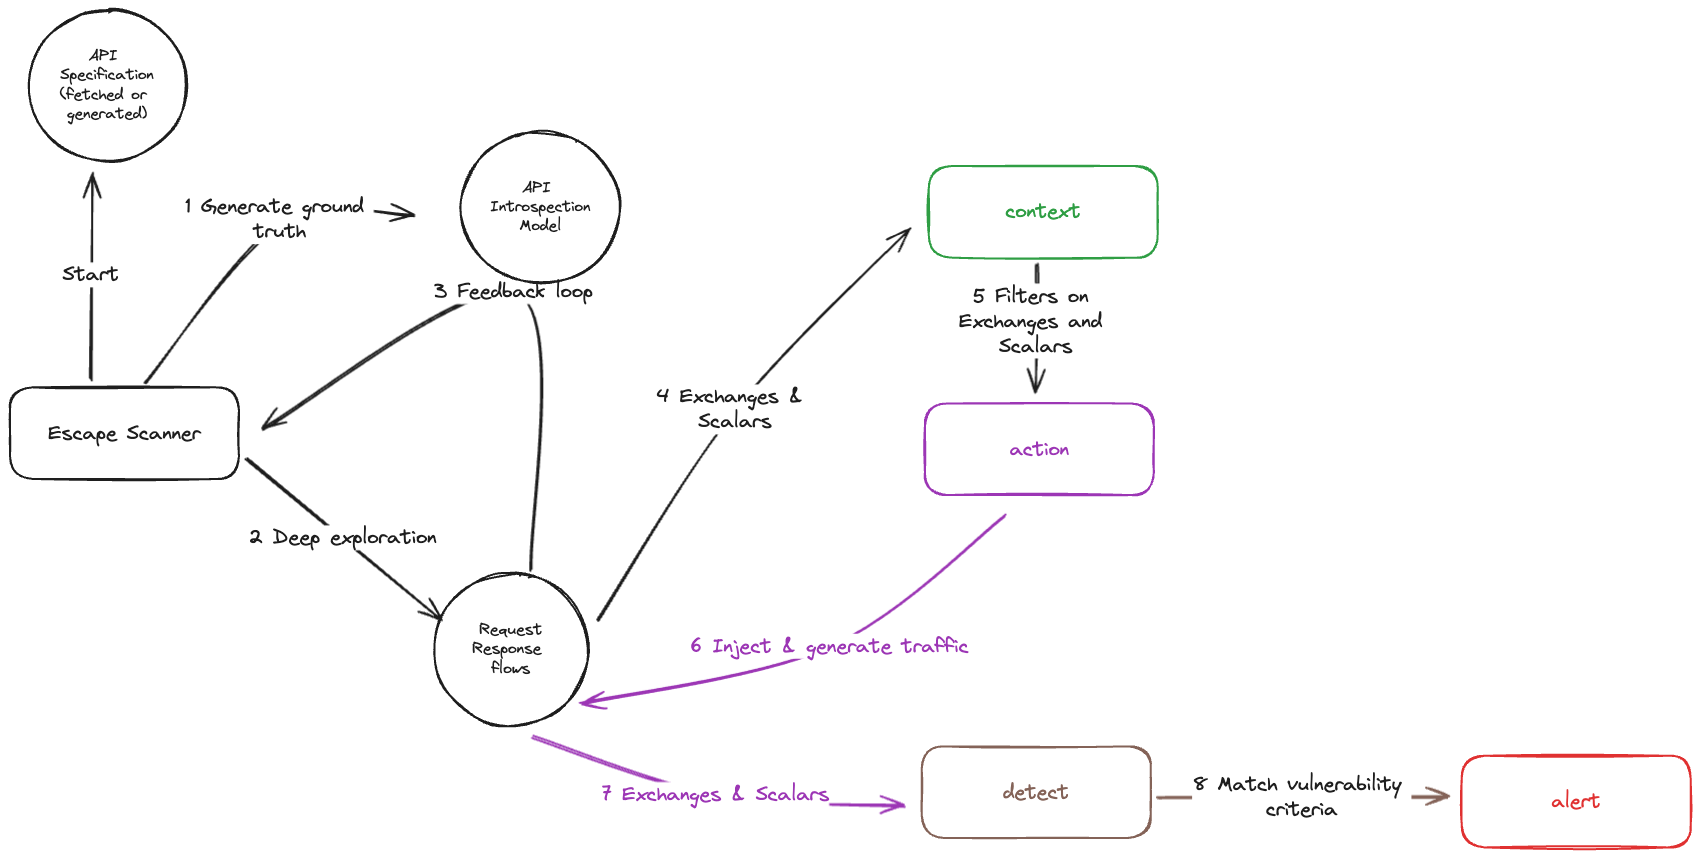 API
Specification
(fetched or
generated)
1 Generate ground
truth
API
Introspection
Model
context
Start
3 Feedback loop
5 Filters on
Exchanges and
Scalars
4 Exchanges &
Scalars
Escape Scanner
action
2 Deep exploration
Request
Response
flows
6 Inject & generate traffic
7 Exchanges & Scalars
detect
8 Match vulnerability
criteria
alert